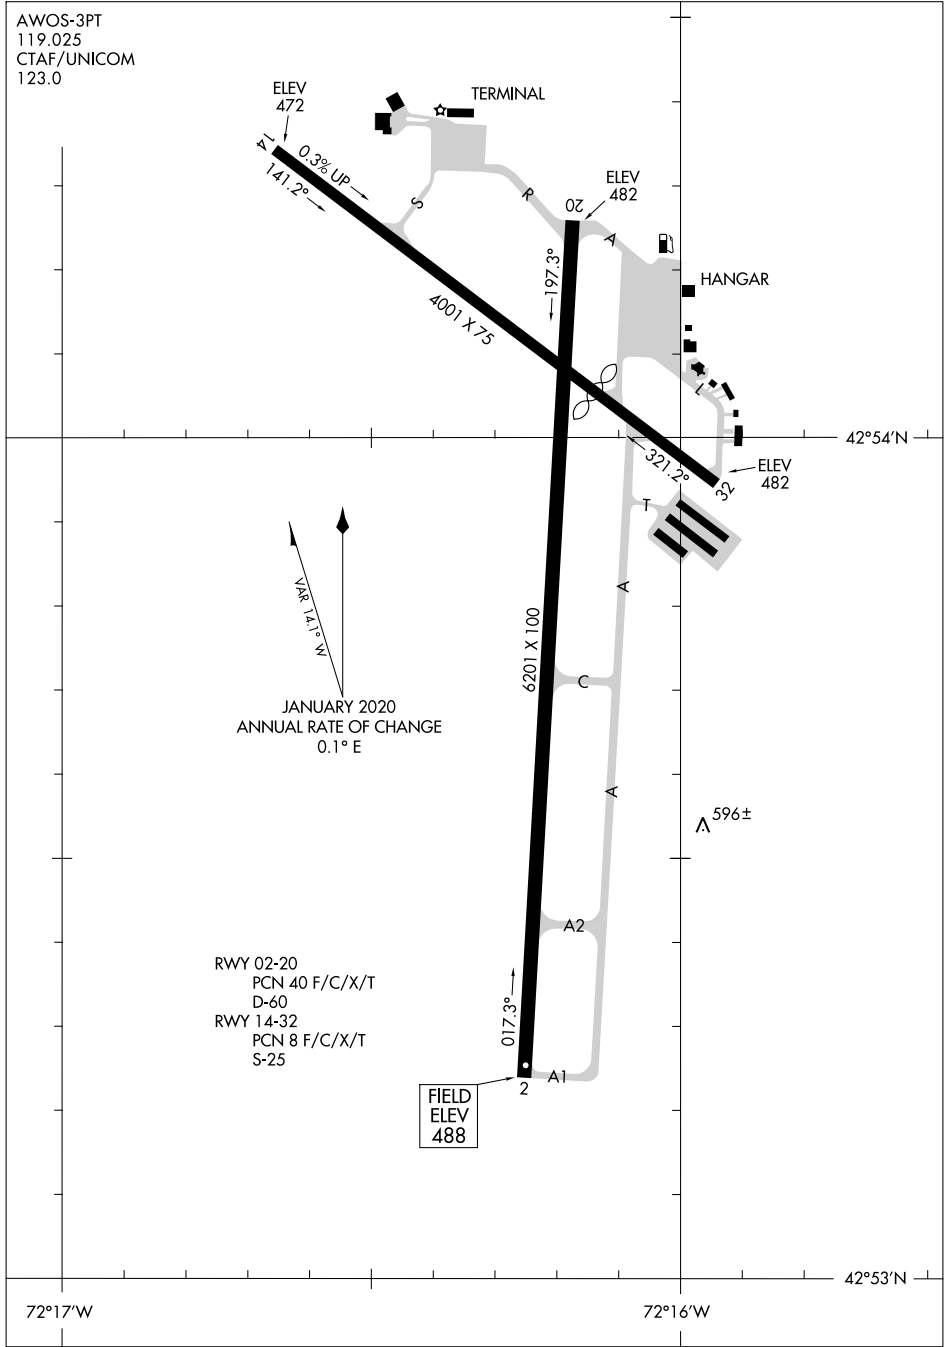 AWOS-3PT
119.025
CTAF/UNICOM
123.0
ELEV
472
TERMINAL
14
0.3% UP
141.2°
S
R
ELEV
482
20
A
197.3°
HANGAR
4001 X 75
L
42°54'N
321.2°
ELEV
482
32
T
VAR 14.1° W
A
6201 X 100
C
JANUARY 2020
ANNUAL RATE OF CHANGE
0.1° E
A
596±
A2
RWY 02-20
PCN 40 F/C/X/T
D-60
RWY 14-32
PCN 8 F/C/X/T
S-25
017.3°
2
A1
FIELD
ELEV
488
42°53'N
72°17'W
72°16'W